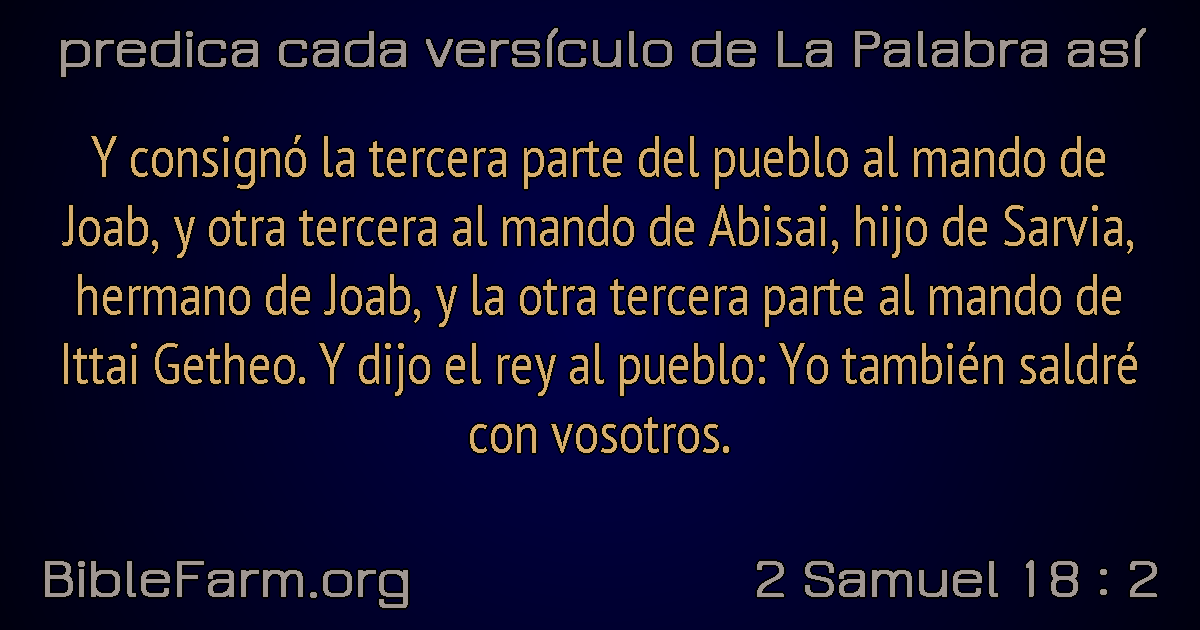 predica cada versículo de La Palabra así
Y consignó la tercera parte del pueblo al mando de
Joab, y otra tercera al mando de Abisai, hijo de Sarvia,
hermano de Joab, y la otra tercera parte al mando de
Ittai Getheo. Y dijo el rey al pueblo: Yo también saldré
con vosotros.
BibleFarm.org
2 Samuel 18 : 2